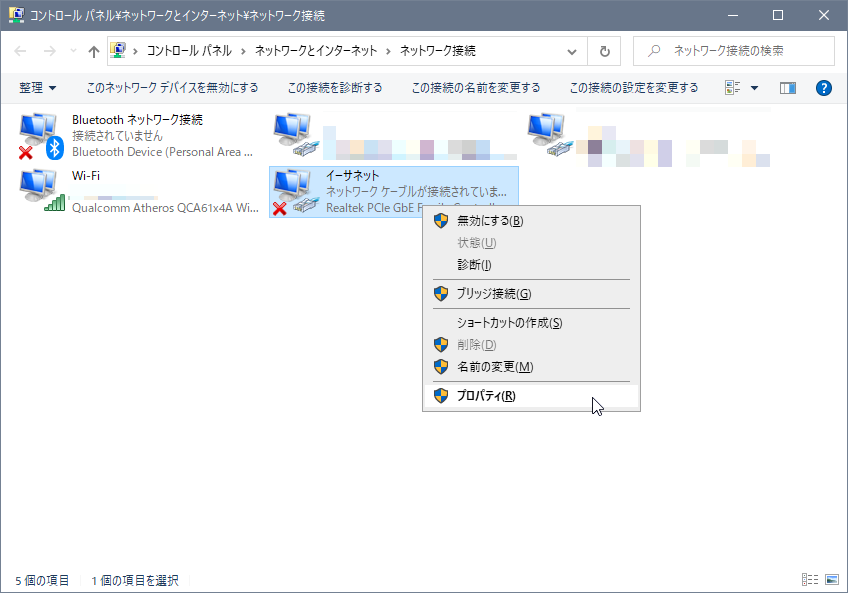 コントロール パネル¥ネットワークとインターネット¥ネットワーク接続
コントロール パネル › ネットワークとインターネット › ネットワーク接続
ネットワーク接続の検索
整理 このネットワーク デバイスを無効にする この接続を診断する この接続の名前を変更する この接続の設定を変更する
Bluetooth ネットワーク接続
接続されていません
Bluetooth Device (Personal Area ...
Wi-Fi
Qualcomm Atheros QCA61x4A Wi...
イーサネット
ネットワーク ケーブルが接続されていま...
Realtek PCIe GbE
無効にする(B)
状態(U)
診断(I)
ブリッジ接続(G)
ショートカットの作成(S)
削除(D)
名前の変更(M)
プロパティ(R)
5 個の項目 1 個の項目を選択